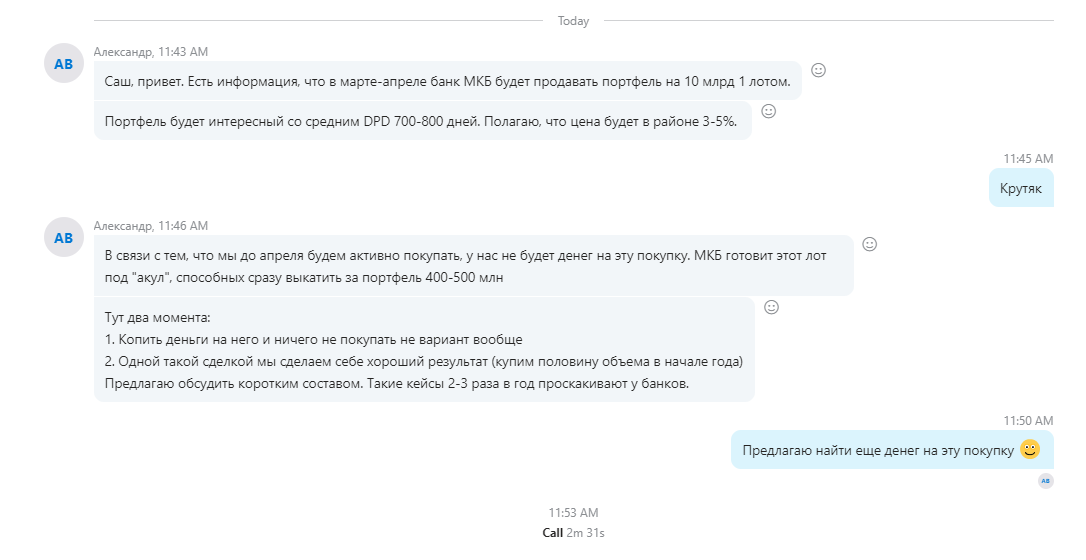 Today
Александр, 11:43 AM
AB
Саш, привет. Есть информация, что в марте-апреле банк МКБ будет продавать портфель на 10 млрд 1 лотом.
Портфель будет интересный со средним DPD 700-800 дней. Полагаю, что цена будет в районе 3-5%.
11:45 AM
Крутяк
Александр, 11:46 AM
AB
В связи с тем, что мы до апреля будем активно покупать, у нас не будет денег на эту покупку. МКБ готовит этот лот
под "акул", способных сразу выкатить за портфель 400-500 млн
Тут два момента:
1. Копить деньги на него и ничего не покупать не вариант вообще
2. Одной такой сделкой мы сделаем себе хороший результат (купим половину объема в начале года)
Предлагаю обсудить коротким составом. Такие кейсы 2-3 раза в год проскакивают у банков.
11:50 AM
Предлагаю найти еще денег на эту покупку
AB
11:53 AM
Call 2m 31s